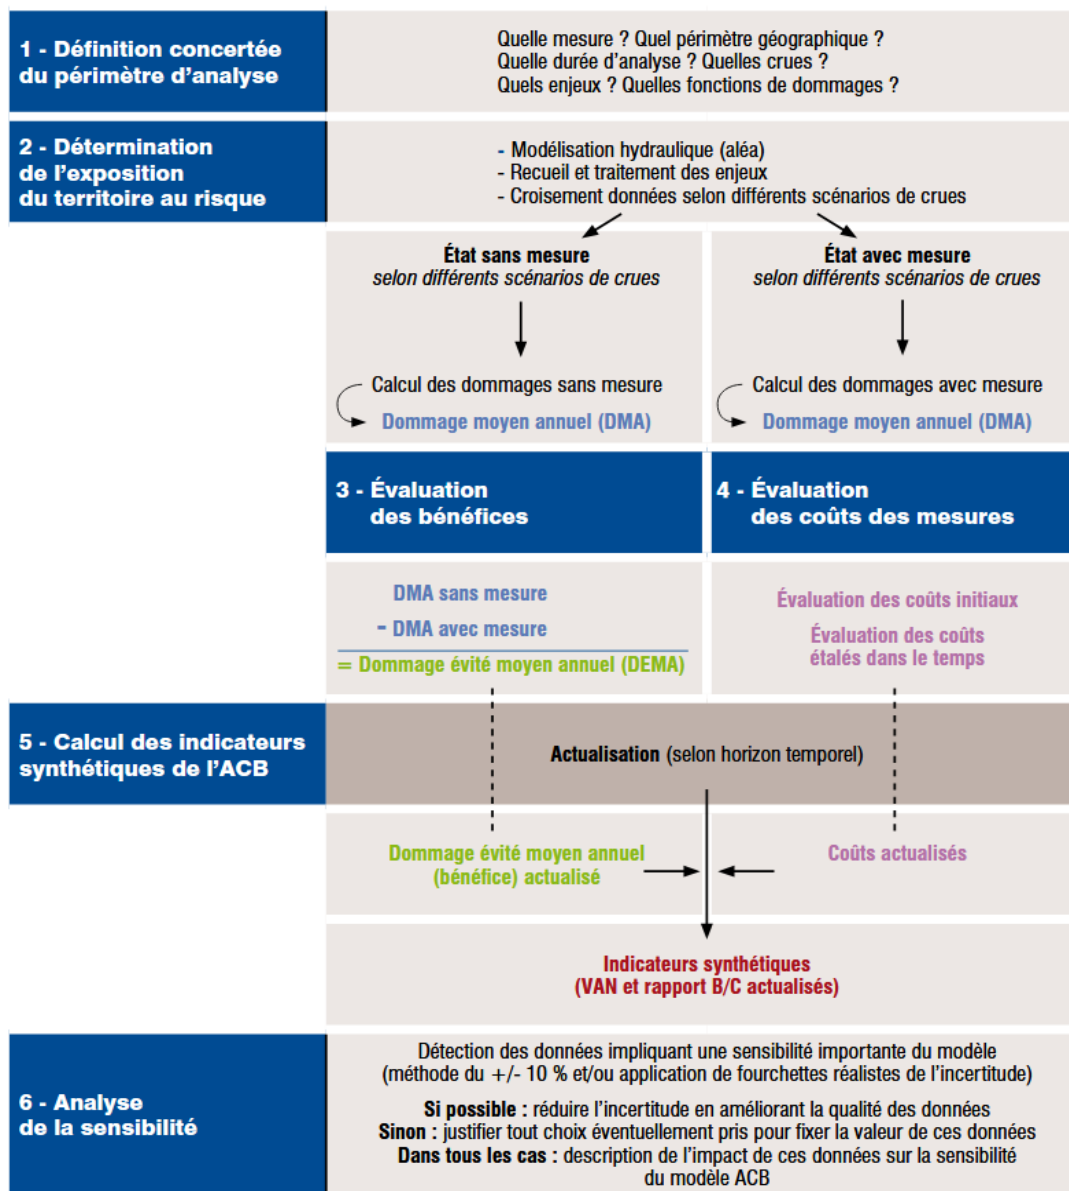 1 - Définition concertée
du périmètre d’analyse
Quelle mesure ? Quel périmètre géographique ?
Quelle durée d’analyse ? Quelles crues ?
Quels enjeux ? Quelles fonctions de dommages ?
2 - Détermination
de l’exposition
du territoire au risque
- Modélisation hydraulique (aléa)
- Recueil et traitement des enjeux
- Croisement données selon différents scénarios de crues
État sans mesure
selon différents scénarios de crues
Calcul des dommages sans mesure
Dommage moyen annuel (DMA)
État avec mesure
selon différents scénarios de crues
Calcul des dommages avec mesure
Dommage moyen annuel (DMA)
3 - Évaluation
des bénéfices
4 - Évaluation
des coûts des mesures
DMA sans mesure
- DMA avec mesure
= Dommage évité moyen annuel (DEMA)
Évaluation des coûts initiaux
Évaluation des coûts
étalés dans le temps
5 - Calcul des indicateurs
synthétiques de l’ACB
Actualisation (selon horizon temporel)
Dommage évité moyen annuel
(bénéfice) actualisé
Coûts actualisés
Indicateurs synthétiques
(VAN et rapport B/C actualisés)
6 - Analyse
de la sensibilité
Détection des données impliquant une sensibilité importante du modèle
(méthode du +/- 10 % et/ou application de fourchettes réalistes de l’incertitude)
Si possible : réduire l’incertitude en améliorant la qualité des données
Sinon : justifier tout choix éventuellement pris pour fixer la valeur de ces données
Dans tous les cas : description de l’impact de ces données sur la sensibilité
du modèle ACB